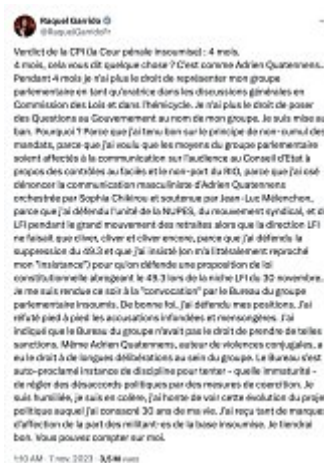 Raquel Garrido
@RaquelGarridoFr
Verdict de la CPI (la Cour pénale insoumise) : 4 mois.
4 mois, cela vous dit quelque chose ? C'est comme Adrien Quatennens.
Pendant 4 mois je n'ai plus le droit de représenter mon groupe
parlementaire en tant qu'oratrice dans les discussions générales en
Commission des Lois et dans l'hémicycle. Je n'ai plus le droit de poser
des Questions au Gouvernement au nom de mon groupe. Je suis mise au
ban. Pourquoi ? Parce que j'ai tenu bon sur le principe de non-cumul des
mandats, parce que j'ai voulu que les moyens du groupe parlementaire
soient affectés à la communication sur l'audience au Conseil d'Etat à
propos des contrôles au faciès et le non-port du RIO, parce que j'ai osé
dénoncer la communication masculiniste d'Adrien Quatennens
orchestrée par Sophia Chikirou et soutenue par Jean-Luc Mélenchon,
parce que j'ai défendu l'unité de la NUPES, du mouvement syndical, et de
LFI pendant le grand mouvement des retraites alors que la direction LFI
ne faisait que cliver, cliver et cliver encore, parce que j'ai défendu la
suppression du 49.3 et que j'ai insisté (on m'a littéralement reproché
mon "insistance") pour qu'on défende une proposition de loi
constitutionnelle abrogeant le 49.3 lors de la niche LFI du 30 novembre.
Je me suis rendue ce soir à la "convocation" par le Bureau du groupe
parlementaire insoumis. De bonne foi, j'ai défendu mes positions. J'ai
réfuté pied à pied les accusations infondées et mensongères. J'ai
indiqué que le Bureau du groupe n'avait pas le droit de prendre de telles
sanctions. Même Adrien Quatennens, auteur de violences conjugales, a
eu le droit à de longues délibérations au sein du groupe. Le Bureau s'est
auto-proclamé instance de discipline pour tenter - quelle immaturité -
de régler des désaccords politiques par des mesures de coercition. Je
suis humiliée, je suis en colère, j'ai honte de voir cette évolution du projet
politique auquel j'ai consacré 30 ans de ma vie. J'ai reçu tant de marques
d'affection de la part des militant·es de la base insoumise. Je tiendrai
bon. Vous pouvez compter sur moi.
1:10 AM · 7 nov. 2023 · 3,5 M vues